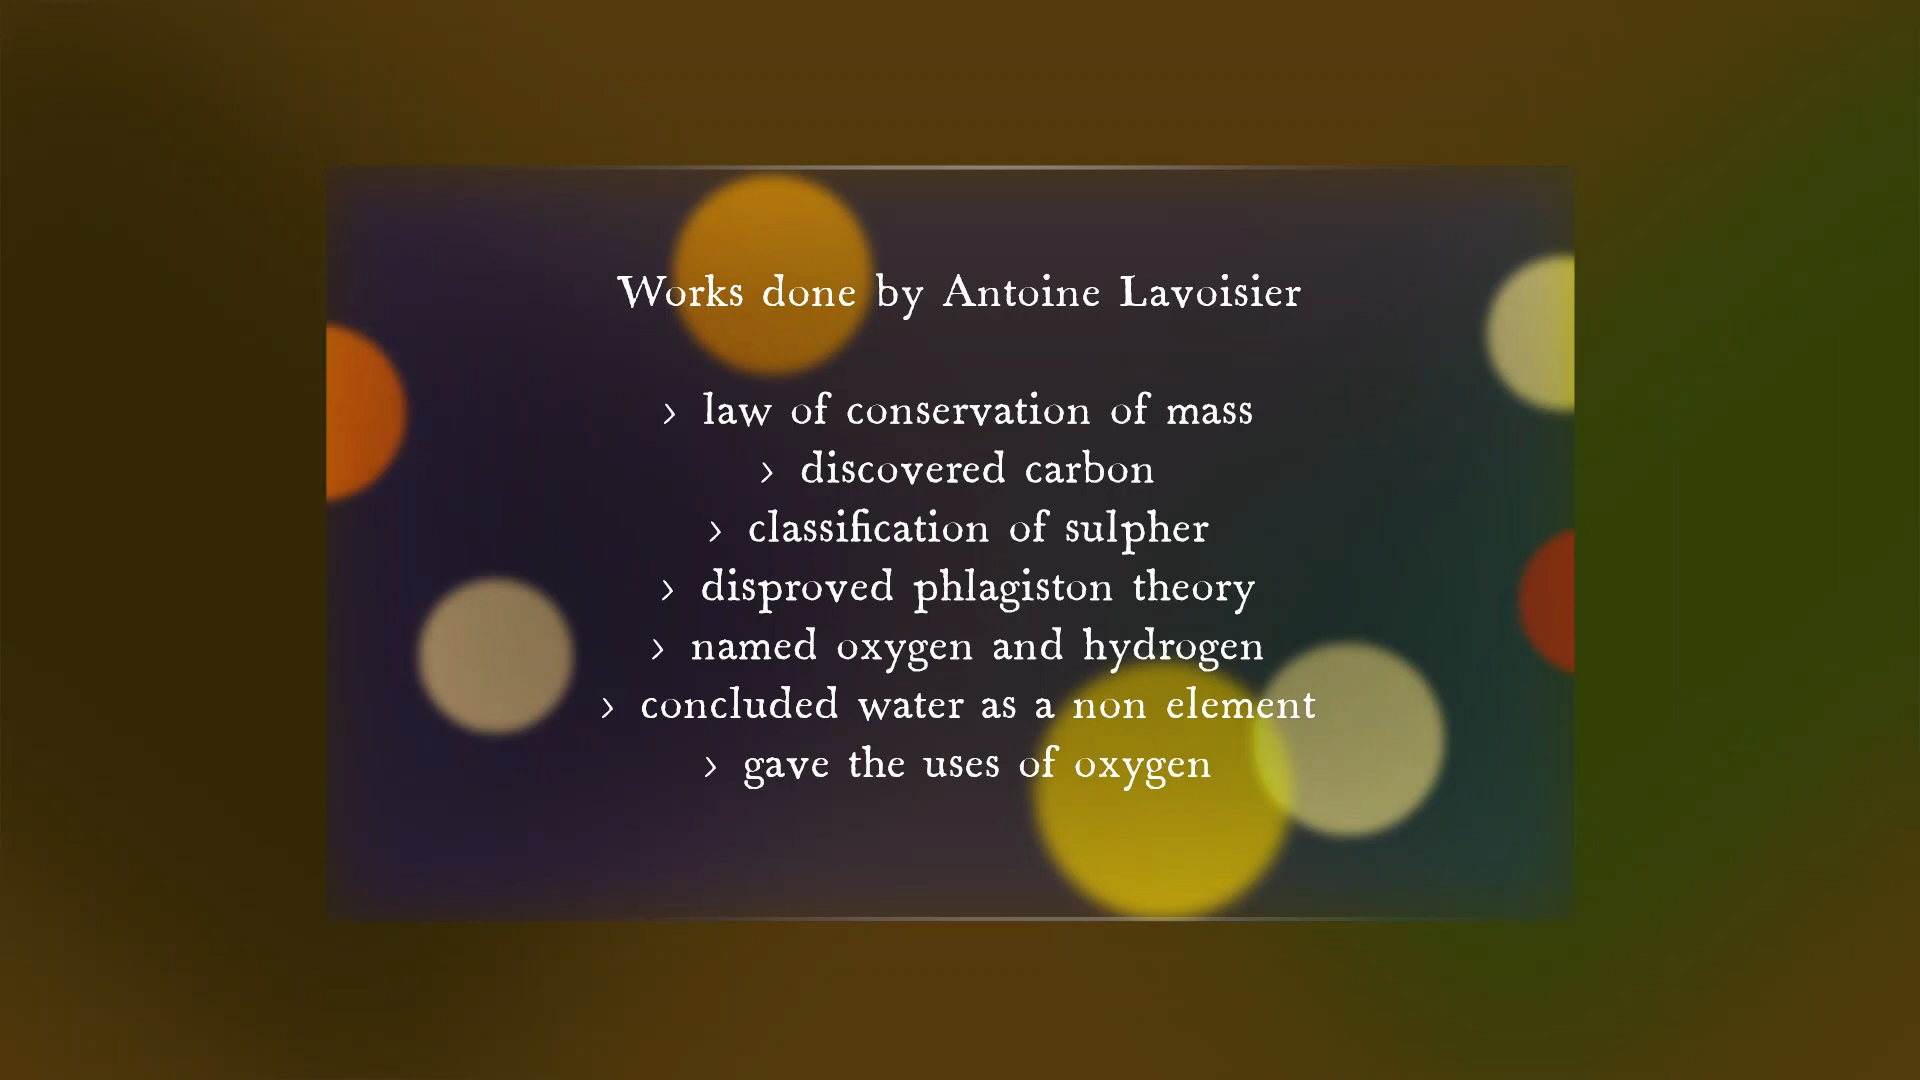 Works done by Antoine Lavoisier
› law of conservation of mass
› discovered carbon
› classification of sulpher
› disproved phlagiston theory
› named oxygen and hydrogen
› concluded water as a non element
› gave the uses of oxygen